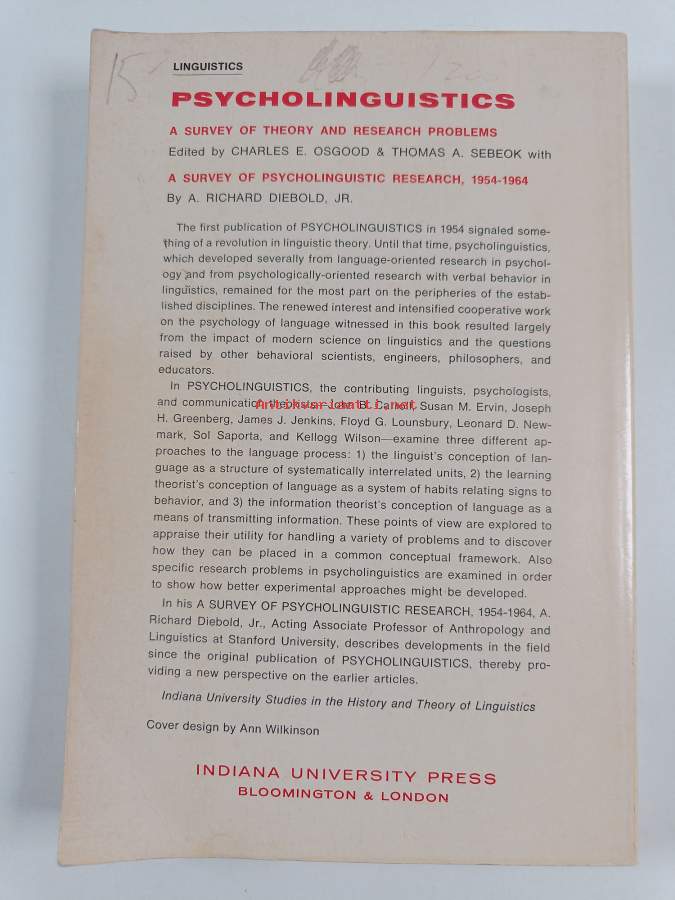 15
LINGUISTICS
PSYCHOLINGUISTICS
A SURVEY OF THEORY AND RESEARCH PROBLEMS
Edited by CHARLES E. OSGOOD & THOMAS A. SEBEOK with
A SURVEY OF PSYCHOLINGUISTIC RESEARCH, 1954-1964
By A. RICHARD DIEBOLD, JR.
The first publication of PSYCHOLINGUISTICS in 1954 signaled some-
thing of a revolution in linguistic theory. Until that time, psycholinguistics,
which developed severally from language-oriented research in psychol-
ogy and from psychologically-oriented research with verbal behavior in
linguistics, remained for the most part on the peripheries of the estab-
lished disciplines. The renewed interest and intensified cooperative work
on the psychology of language witnessed in this book resulted largely
from the impact of modern science on linguistics and the questions
raised by other behavioral scientists, engineers, philosophers, and
educators.
In PSYCHOLINGUISTICS, the contributing linguists, psychologists,
and communication theorists—John B. Carroll, Susan M. Ervin, Joseph
Antikvariaatti.net
H. Greenberg, James J. Jenkins, Floyd G. Lounsbury, Leonard D. New-
mark, Sol Saporta, and Kellogg Wilson—examine three different ap-
proaches to the language process: 1) the linguist's conception of lan-
guage as a structure of systematically interrelated units, 2) the learning
theorist's conception of language as a system of habits relating signs to
behavior, and 3) the information theorist's conception of language as a
means of transmitting information. These points of view are explored to
appraise their utility for handling a variety of problems and to discover
how they can be placed in a common conceptual framework. Also
specific research problems in psycholinguistics are examined in order
to show how better experimental approaches might be developed.
In his A SURVEY OF PSYCHOLINGUISTIC RESEARCH, 1954-1964, A.
Richard Diebold, Jr., Acting Associate Professor of Anthropology and
Linguistics at Stanford University, describes developments in the field
since the original publication of PSYCHOLINGUISTICS, thereby pro-
viding a new perspective on the earlier articles.
Indiana University Studies in the History and Theory of Linguistics
Cover design by Ann Wilkinson
INDIANA UNIVERSITY PRESS
BLOOMINGTON & LONDON